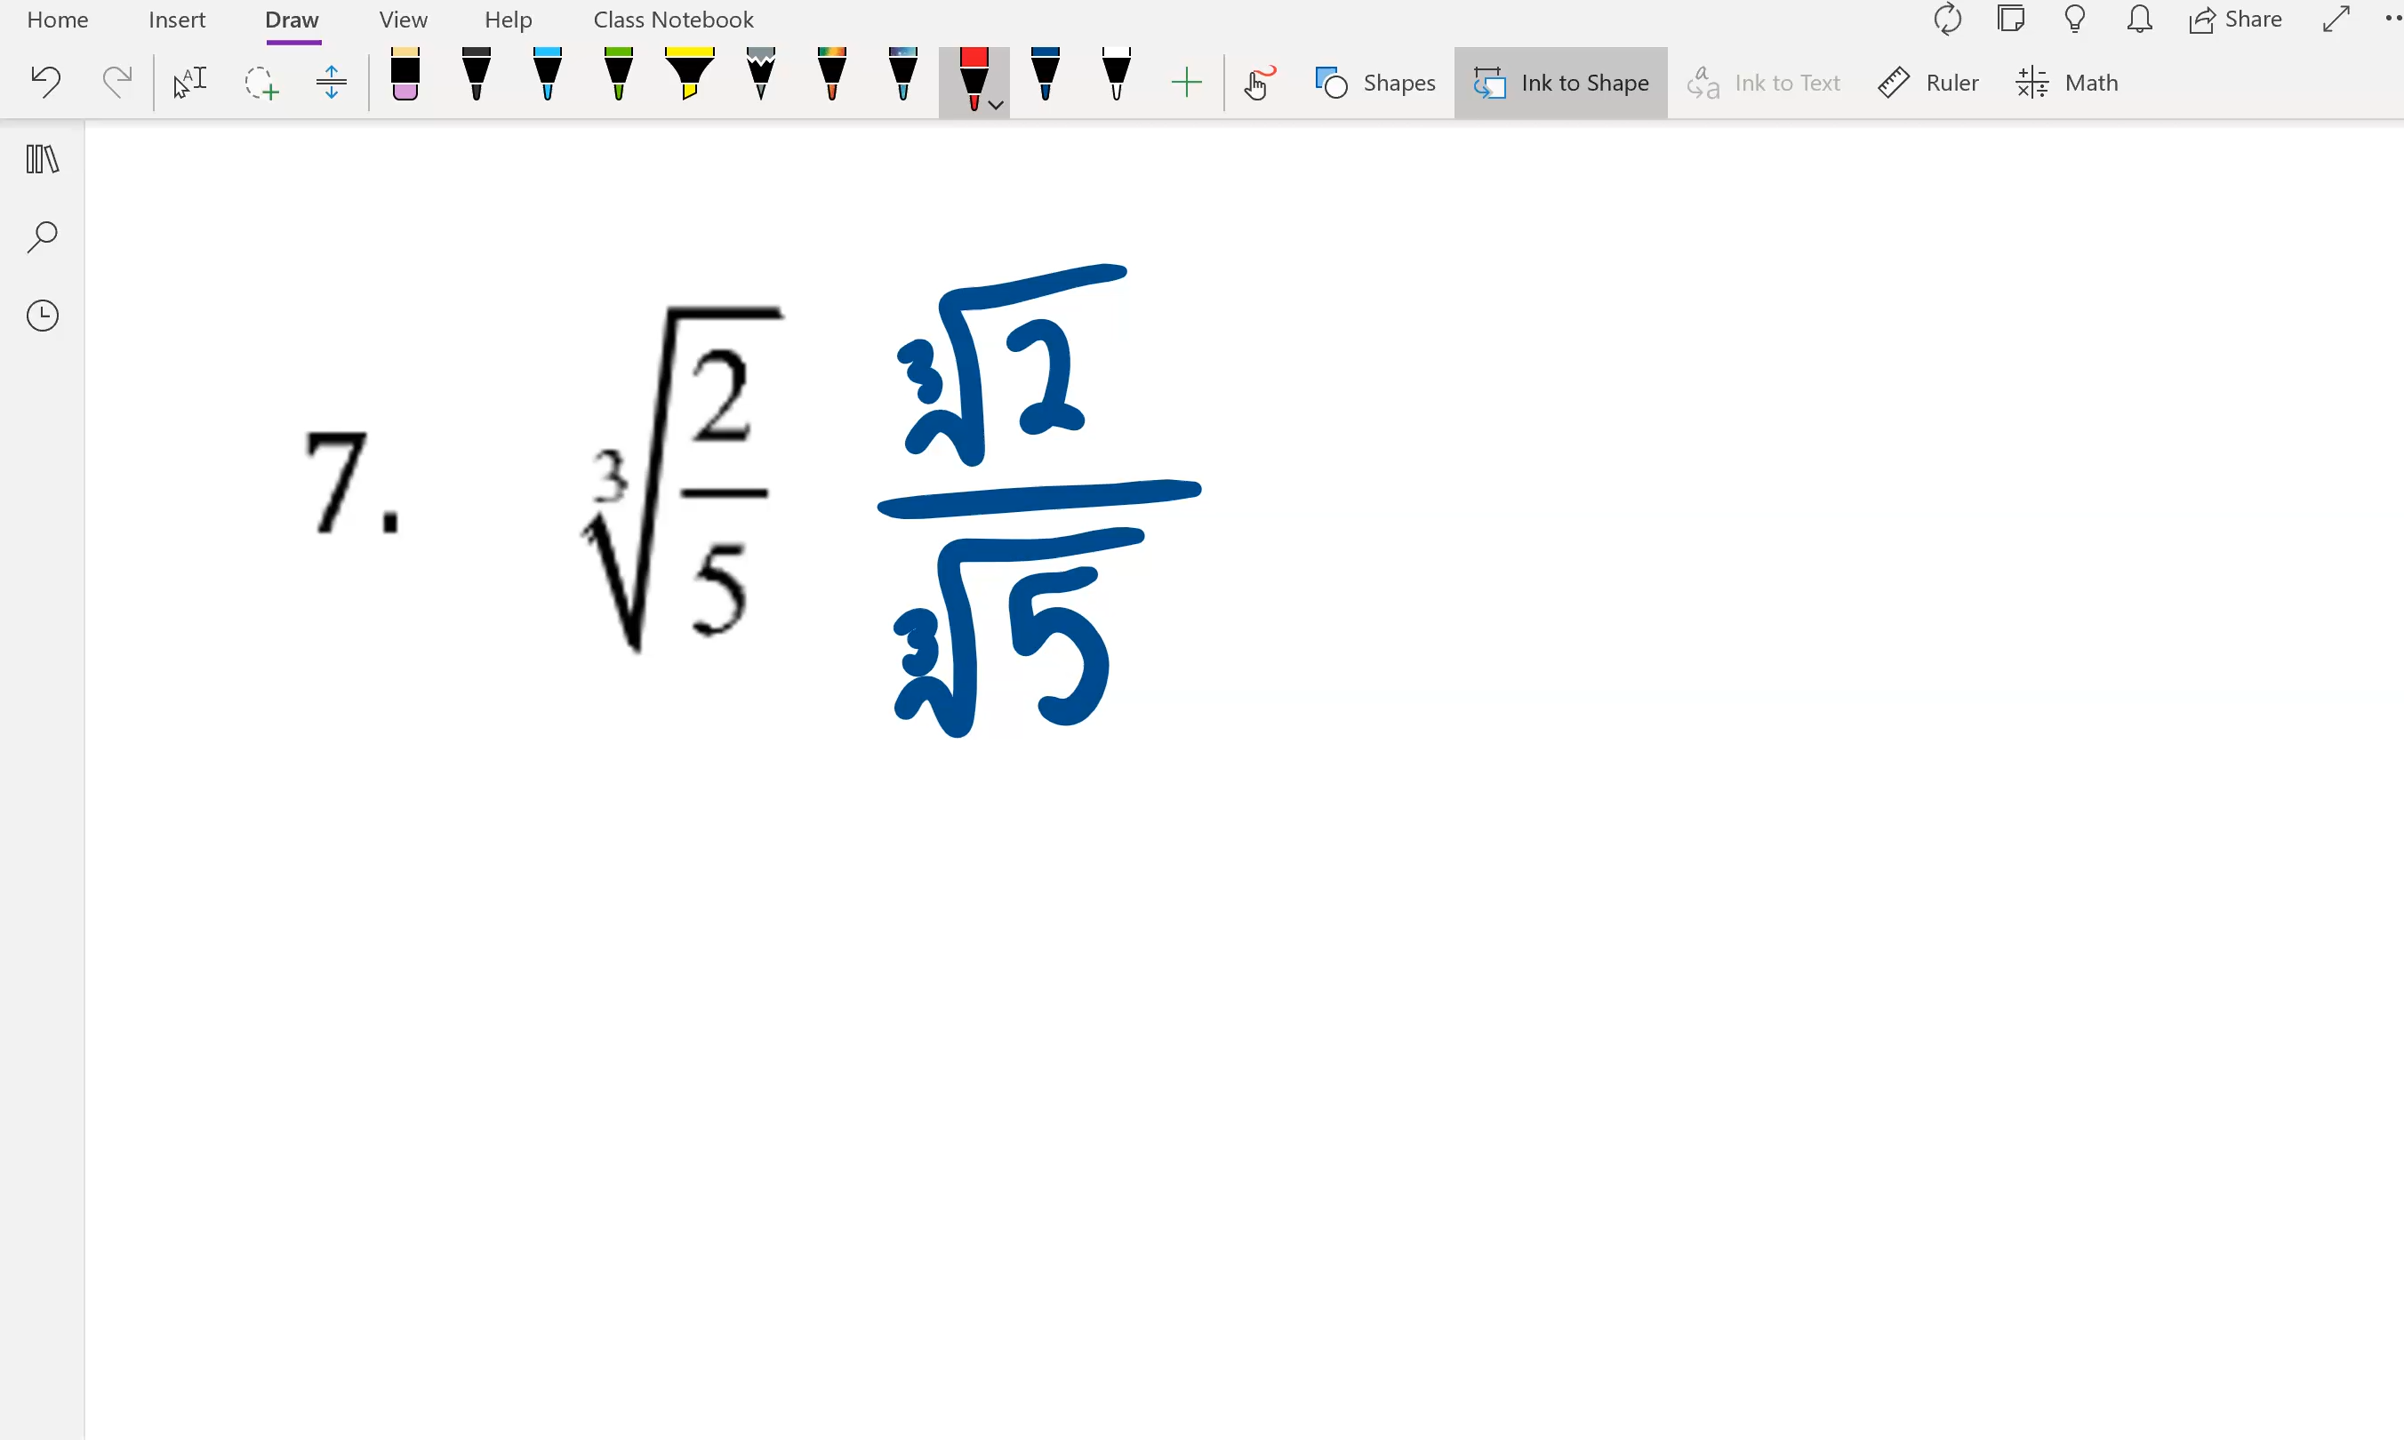 Home Insert Draw View Help Class Notebook Share
Shapes Ink to Shape Ink to Text Ruler Math
7. ∛(2/5) ∛2/∛5